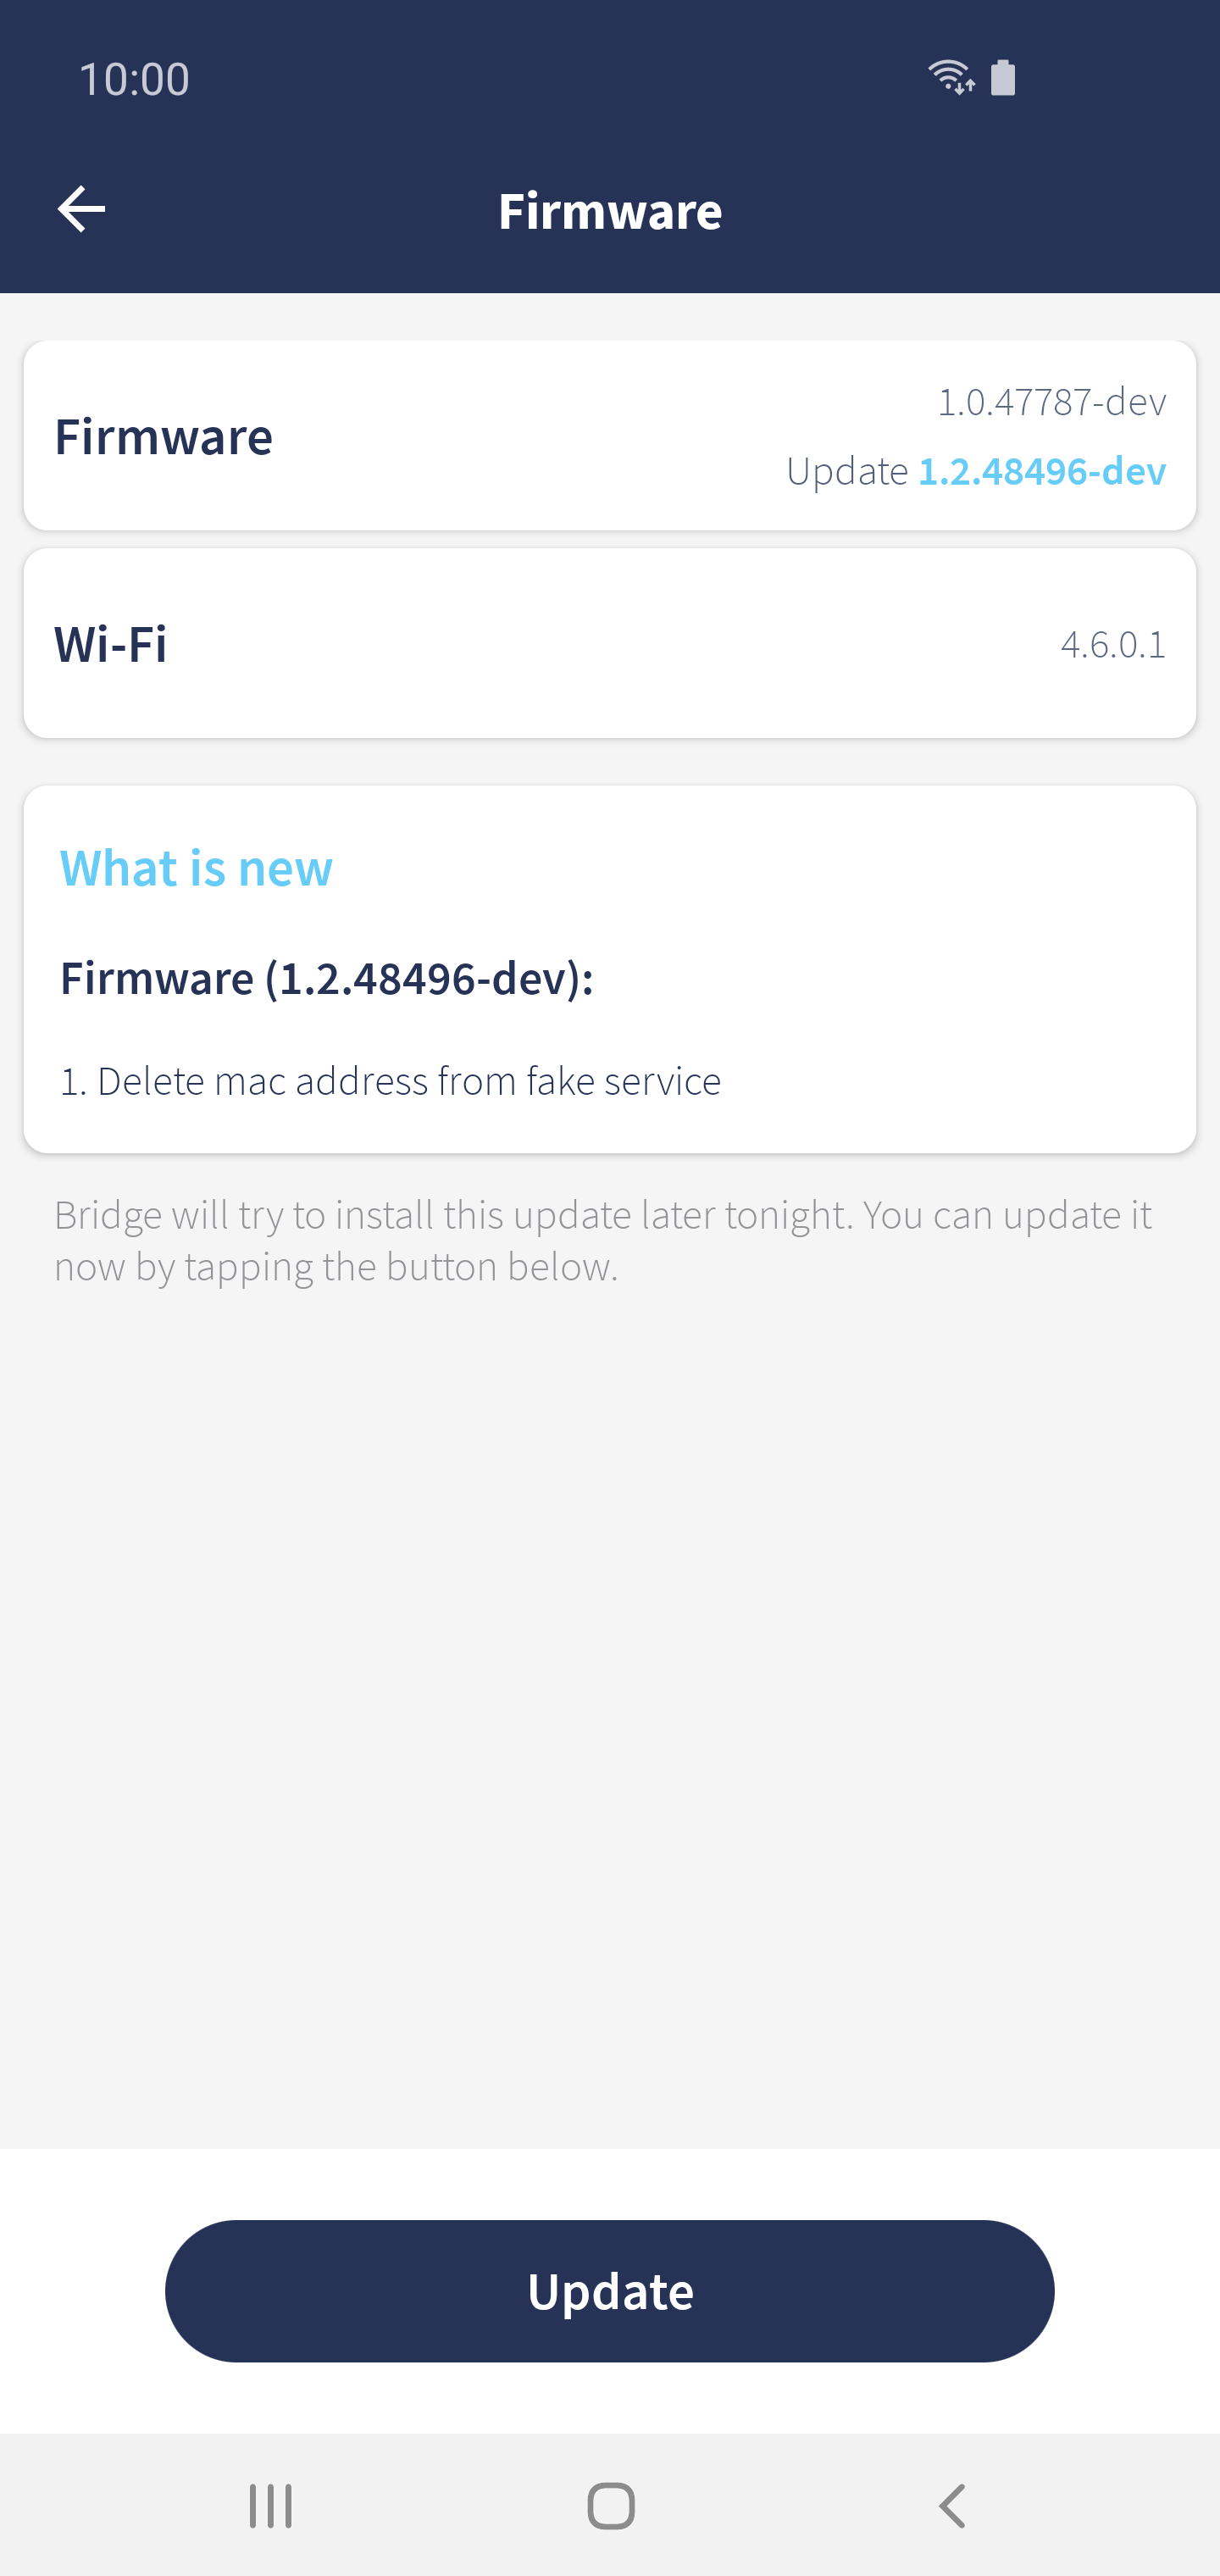 10:00
Firmware
Firmware
1.0.47787-dev
Update 1.2.48496-dev
Wi-Fi
4.6.0.1
What is new
Firmware (1.2.48496-dev):
1. Delete mac address from fake service
Bridge will try to install this update later tonight. You can update it
now by tapping the button below.
Update